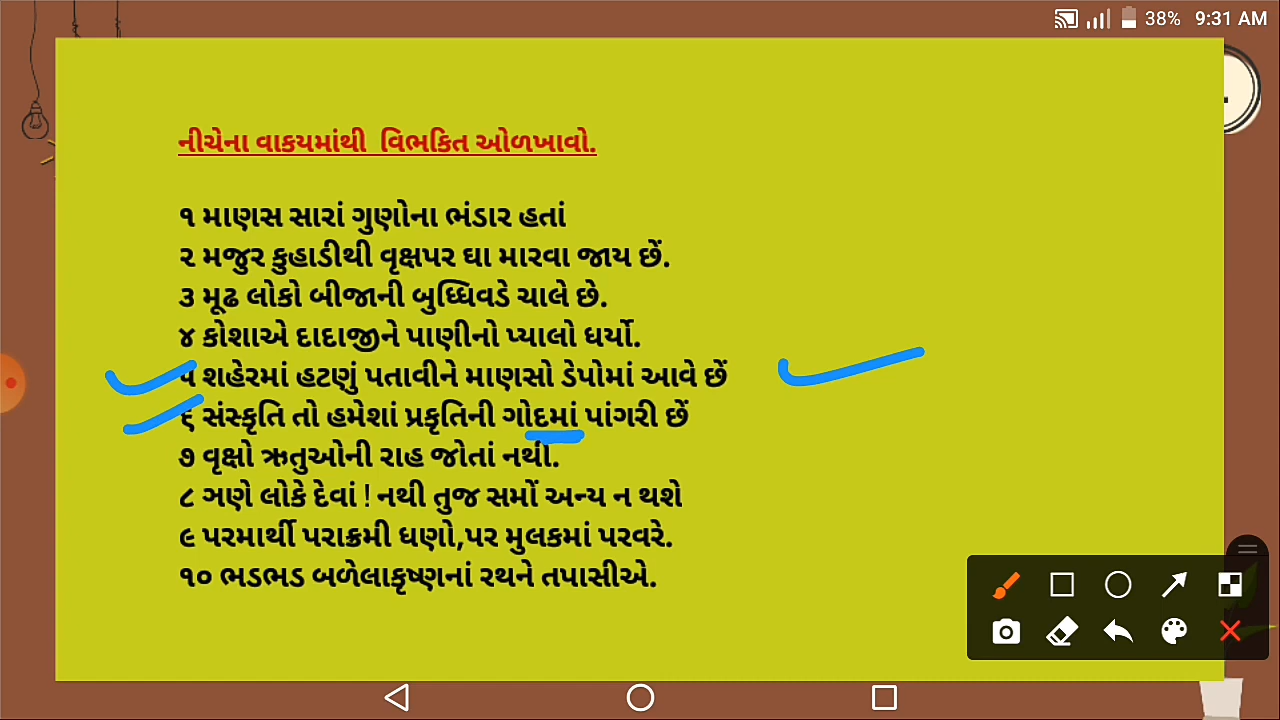 38% 9:31 AM
નીચેના વાકયમાંથી વિભકિત ઓળખાવો.
૧ માણસ સારાં ગુણોના ભંડાર હતાં
૨ મજુર કુહાડીથી વૃક્ષપર ઘા મારવા જાય છેં.
૩ મૂઢ લોકો બીજાની બુધ્ધિવડે ચાલે છે.
૪ કોશાએ દાદાજીને પાણીનો પ્યાલો ધર્યો.
૫ શહેરમાં હટણું પતાવીને માણસો ડેપોમાં આવે છેં
૬ સંસ્કૃતિ તો હમેશાં પ્રકૃતિની ગોદમાં પાંગરી છેં
૭ વૃક્ષો ઋતુઓની રાહ જોતાં નથી.
૮ ત્રણે લોકે દેવાં ! નથી તુજ સમોં અન્ય ન થશે
૯ પરમાર્થી પરાક્રમી ધણો,પર મુલકમાં પરવરે.
૧૦ ભડભડ બળેલાકૃષ્ણનાં રથને તપાસીએ.